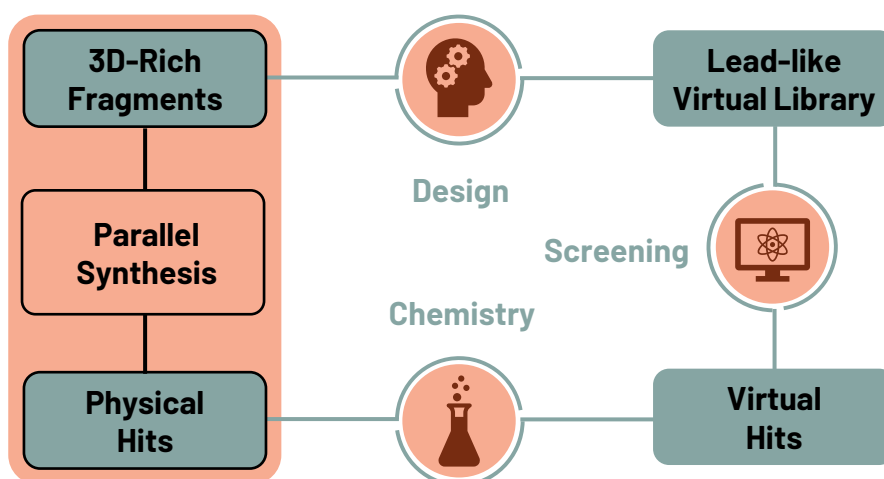 3D-Rich
Fragments
Lead-like
Virtual Library
Design
Parallel
Synthesis
Screening
Chemistry
Physical
Hits
Virtual
Hits